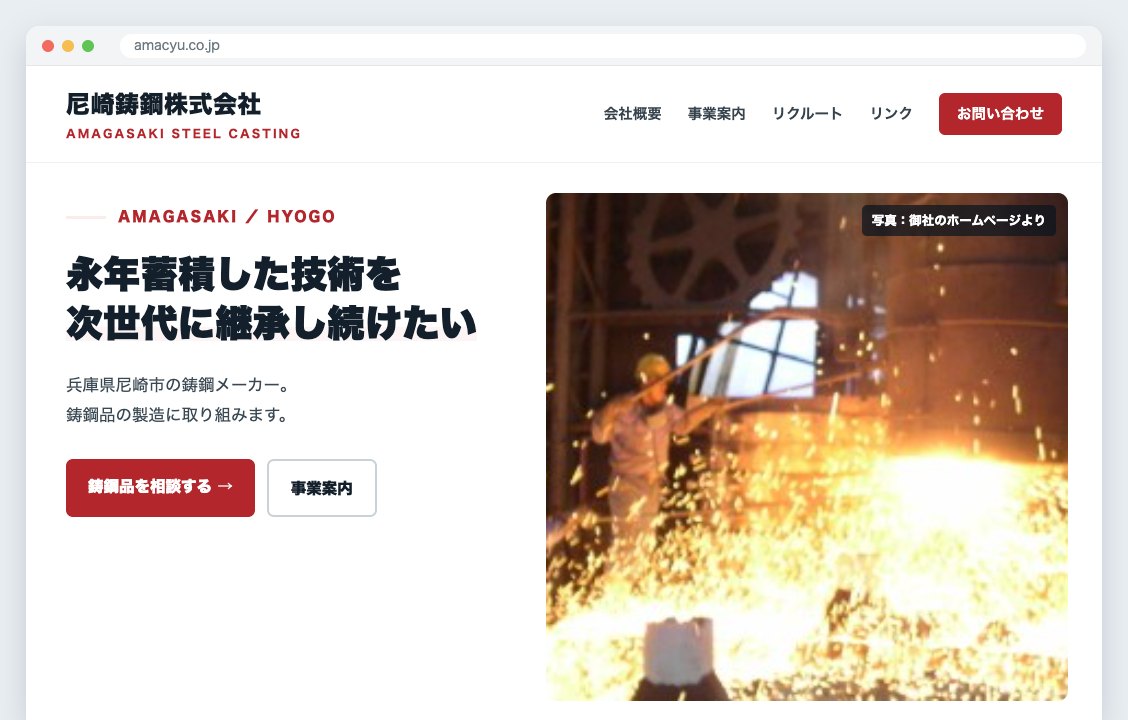 amacyu.co.jp
尼崎鋳鋼株式会社
AMAGASAKI STEEL CASTING
会社概要 事業案内 リクルート リンク お問い合わせ
AMAGASAKI / HYOGO
永年蓄積した技術を
次世代に継承し続けたい
兵庫県尼崎市の鋳鋼メーカー。
鋳鋼品の製造に取り組みます。
鋳鋼品を相談する →
事業案内
写真：御社のホームページより